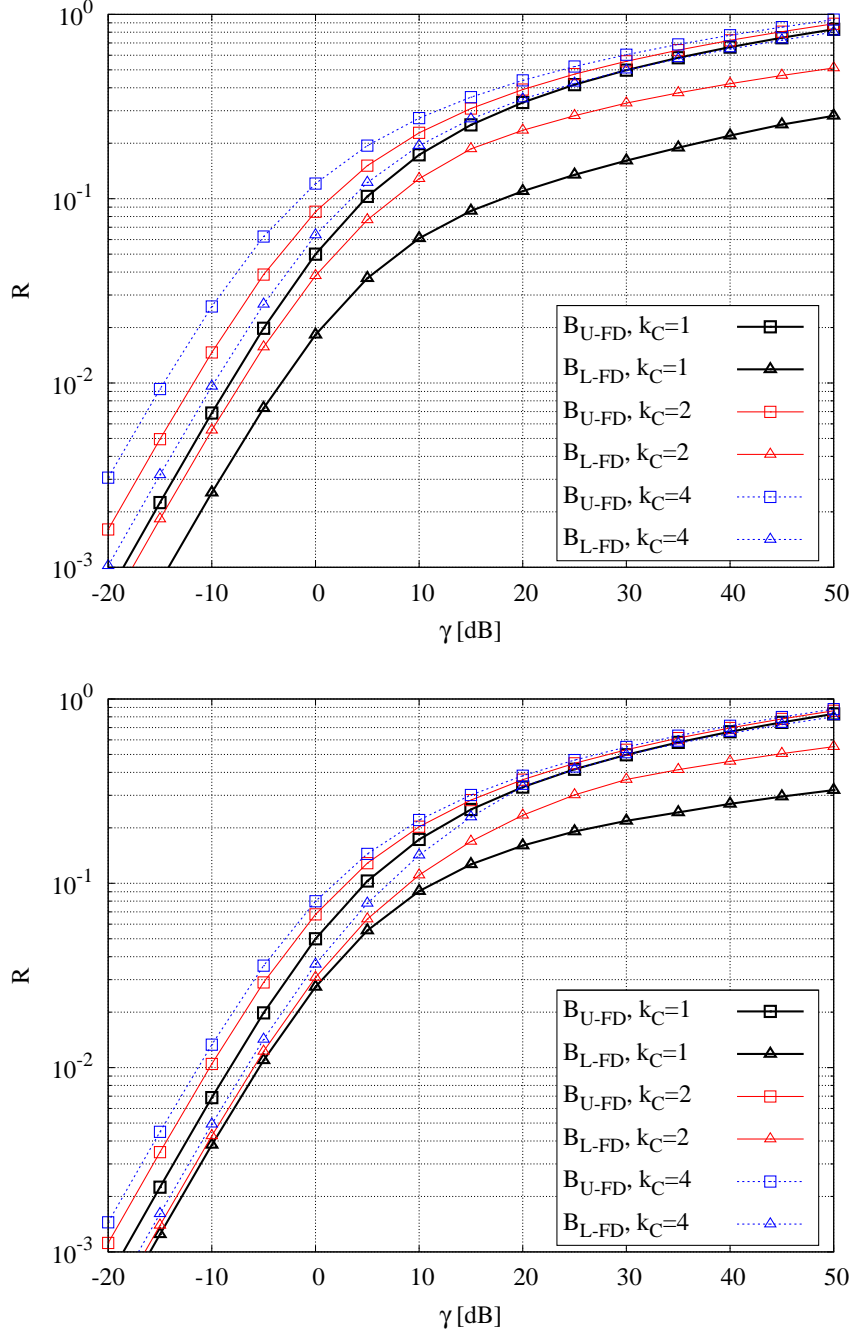 10^0
10^-1
R
10^-2
10^-3
B_U-FD, k_C=1
B_L-FD, k_C=1
B_U-FD, k_C=2
B_L-FD, k_C=2
B_U-FD, k_C=4
B_L-FD, k_C=4
-20 -10 0 10 20 30 40 50
γ [dB]
10^0
10^-1
R
10^-2
10^-3
B_U-FD, k_C=1
B_L-FD, k_C=1
B_U-FD, k_C=2
B_L-FD, k_C=2
B_U-FD, k_C=4
B_L-FD, k_C=4
-20 -10 0 10 20 30 40 50
γ [dB]